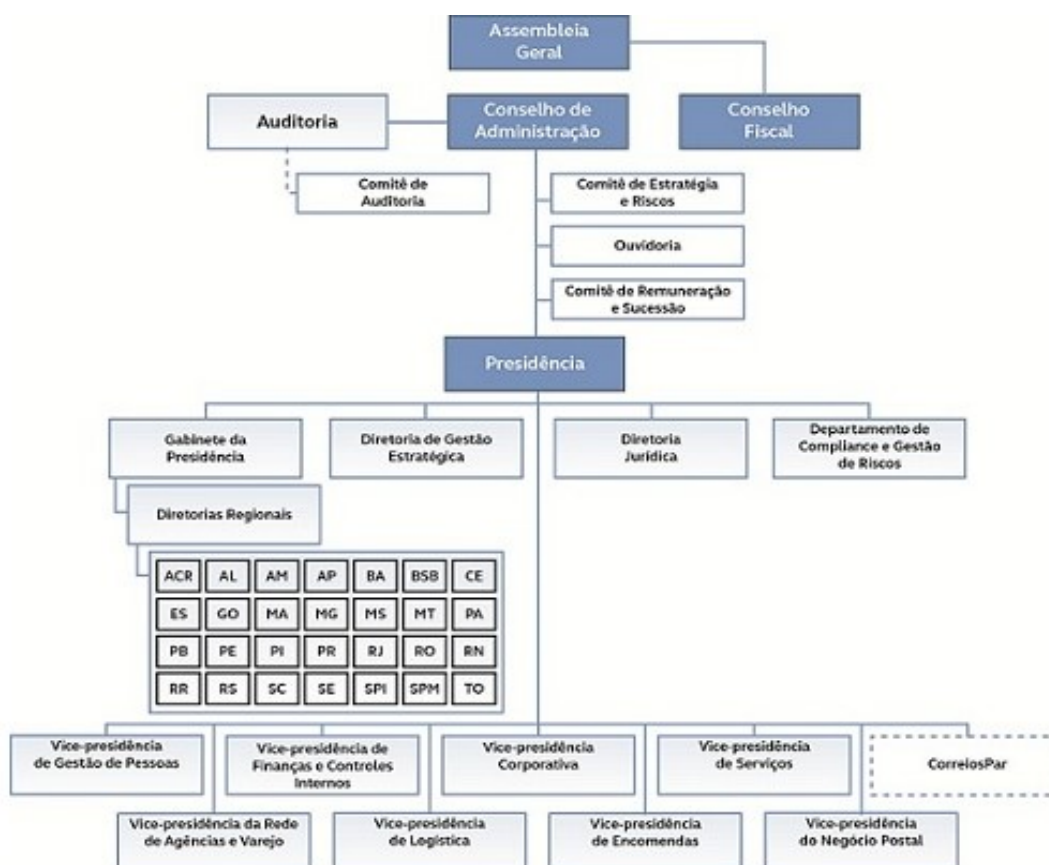 Assembleia
Geral
Auditoria
Conselho de
Administração
Conselho
Fiscal
Comitê de
Auditoria
Comitê de Estratégia
e Riscos
Ouvidoria
Comitê de Remuneração
e Sucessão
Presidência
Gabinete da
Presidência
Diretoria de Gestão
Estratégica
Diretoria
Jurídica
Departamento de
Compliance e Gestão
de Riscos
Diretorias Regionais
ACR AL AM AP BA BSB CE
ES GO MA MG MS MT PA
PB PE PI PR RJ RO RN
RR RS SC SE SPI SPM TO
Vice-presidência
de Gestão de Pessoas
Vice-presidência de
Finanças e Controles
Internos
Vice-presidência
Corporativa
Vice-presidência
de Serviços
CorreiosPar
Vice-presidência da Rede
de Agências e Varejo
Vice-presidência
de Logística
Vice-presidência
de Encomendas
Vice-presidência
do Negócio Postal